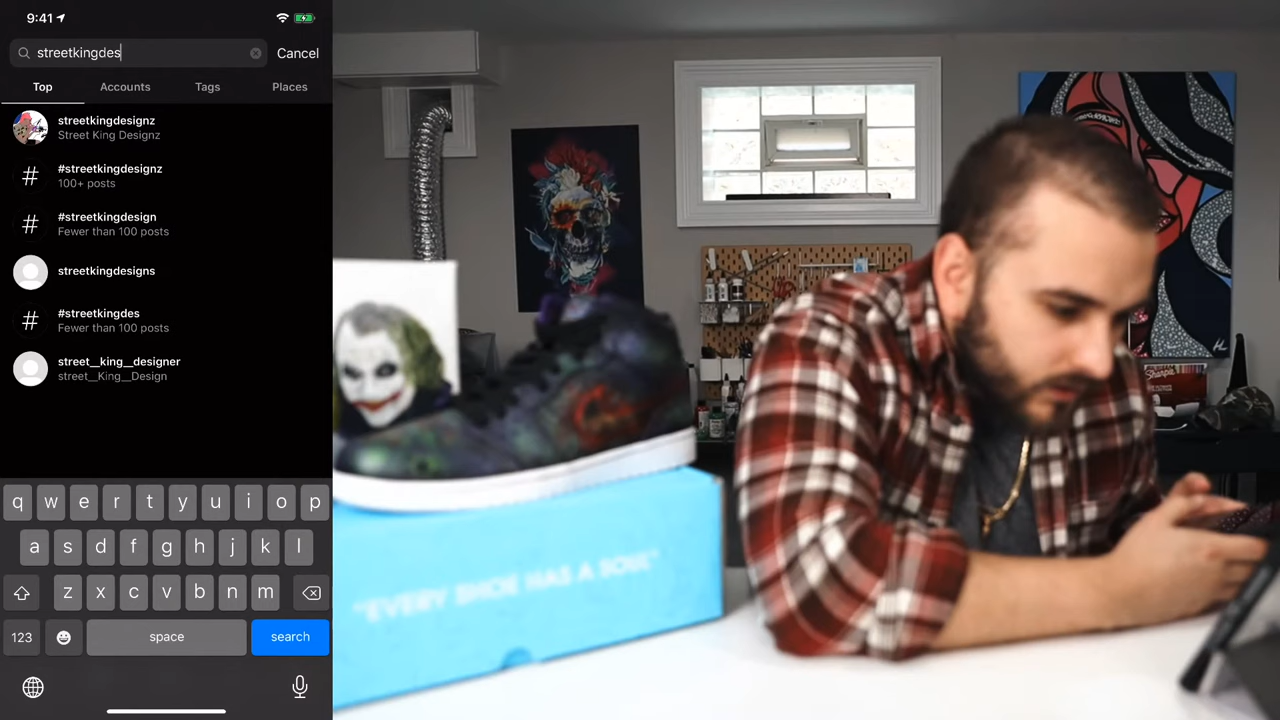 9:41
streetkingdes
Cancel
Top
Accounts
Tags
Places
streetkingdesignz
Street King Designz
#streetkingdesignz
100+ posts
#streetkingdesign
Fewer than 100 posts
streetkingdesigns
#streetkingdes
Fewer than 100 posts
street__king__designer
street__King__Design
q w e r t y u i o p
a s d f g h j k l
z x c v b n m
123
space
search
"EVERY SHOE HAS A SOUL"
Sharpie